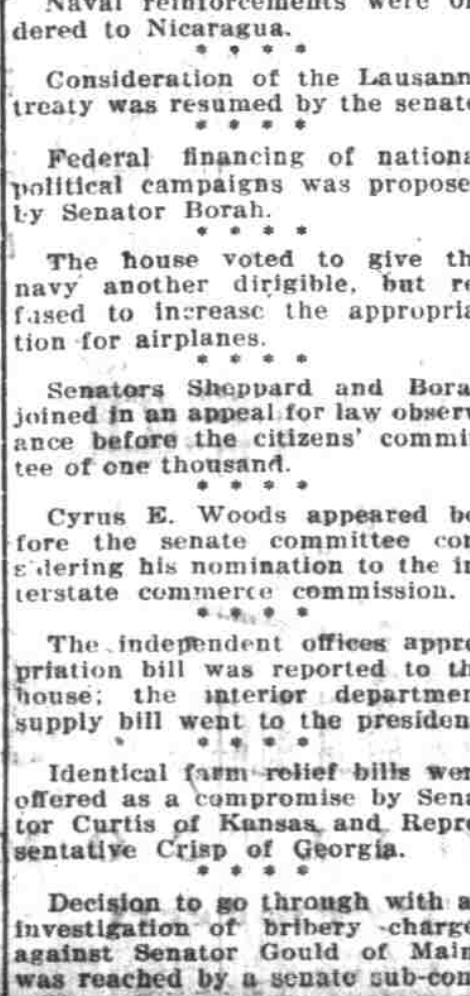 Naval reinforcements were or
dered to Nicaragua.
* * * *
Consideration of the Lausann
treaty was resumed by the senate
* * * *
Federal financing of nationa
political campaigns was propose
by Senator Borah.
* * * *
The house voted to give th
navy another dirigible, but re
fused to increase the appropria
tion for airplanes.
* * * *
Senators Sheppard and Bora
joined in an appeal for law observ
ance before the citizens' commit
tee of one thousand.
* * * *
Cyrus E. Woods appeared be
fore the senate committee con
sidering his nomination to the in
terstate commerce commission.
* * * *
The independent offices appro
priation bill was reported to th
house; the interior departmen
supply bill went to the presiden
* * * *
Identical farm relief bills wer
offered as a compromise by Sena
tor Curtis of Kansas and Repre
sentative Crisp of Georgia.
* * * *
Decision to go through with a
investigation of bribery charge
against Senator Gould of Main
was reached by a senate sub-com